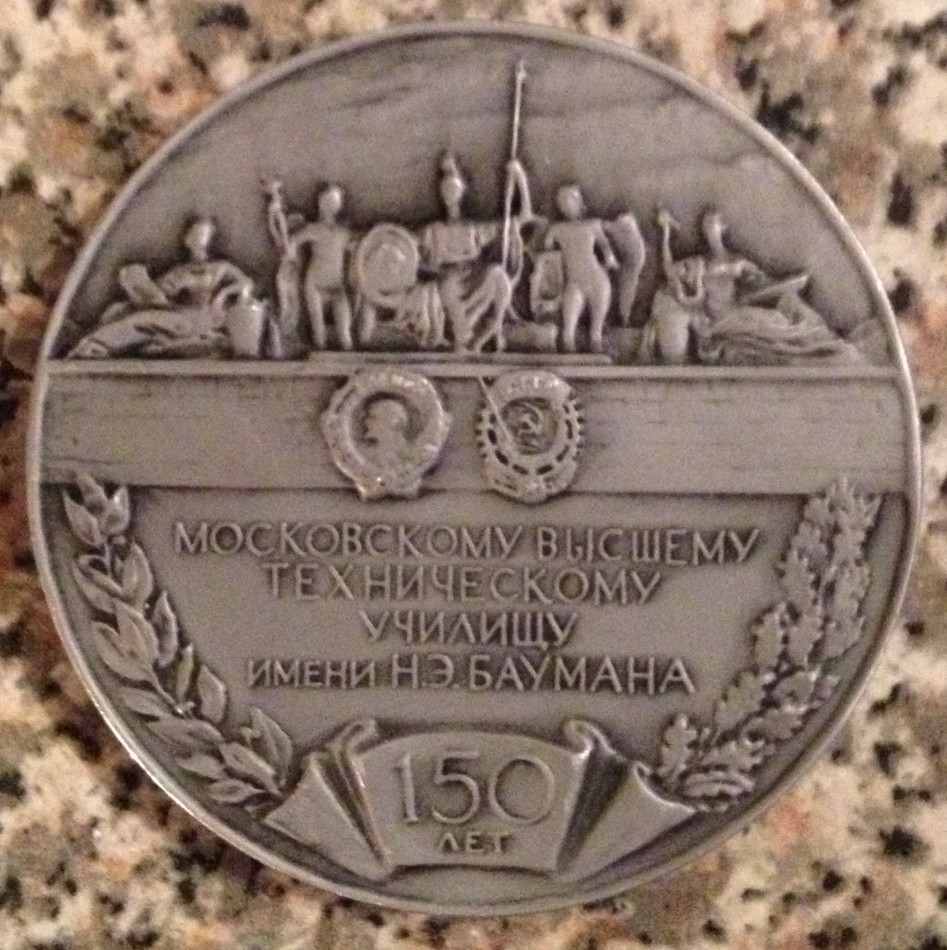 МОСКОВСКОМУ ВЫСШЕМУ
ТЕХНИЧЕСКОМУ
УЧИЛИЩУ
ИМЕНИ Н.Э.БАУМАНА
150
ЛЕТ